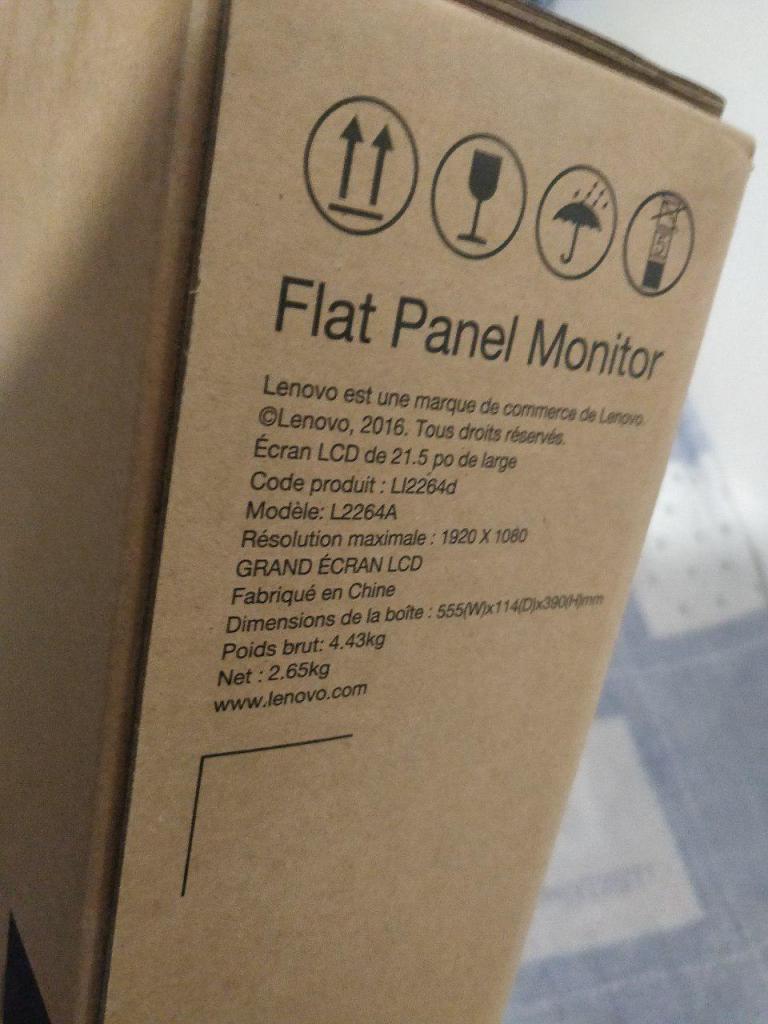 Flat Panel Monitor
Lenovo est une marque de commerce de Lenovo.
©Lenovo, 2016. Tous droits réservés.
Écran LCD de 21.5 po de large
Code produit : LI2264d
Modèle: L2264A
Résolution maximale : 1920 X 1080
GRAND ÉCRAN LCD
Fabriqué en Chine
Dimensions de la boîte : 555(W)x114(D)x390(H)mm
Poids brut: 4.43kg
Net : 2.65kg
www.lenovo.com